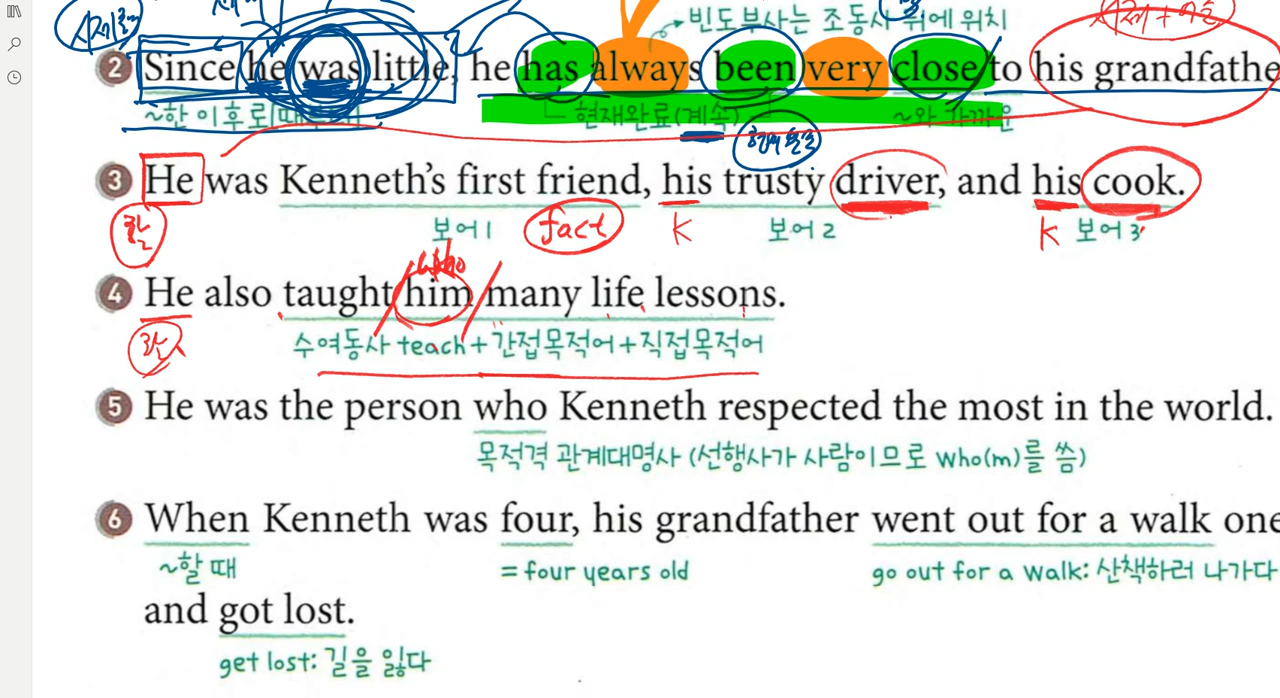 빈도부사는 조동사 뒤에 위치
2 Since he was little, he has always been very close to his grandfathe
~한 이후로 현재완료(계속) ~와 가까운
3 He was Kenneth's first friend, his trusty driver, and his cook.
할 보어1 fact K 보어2 K 보어3
who
4 He also taught him many life lessons.
할 수여동사 teach+간접목적어+직접목적어
5 He was the person who Kenneth respected the most in the world.
목적격 관계대명사 (선행사가 사람이므로 who(m)를 씀)
6 When Kenneth was four, his grandfather went out for a walk one
~할 때 = four years old go out for a walk: 산책하러 나가다
and got lost.
get lost: 길을 잃다